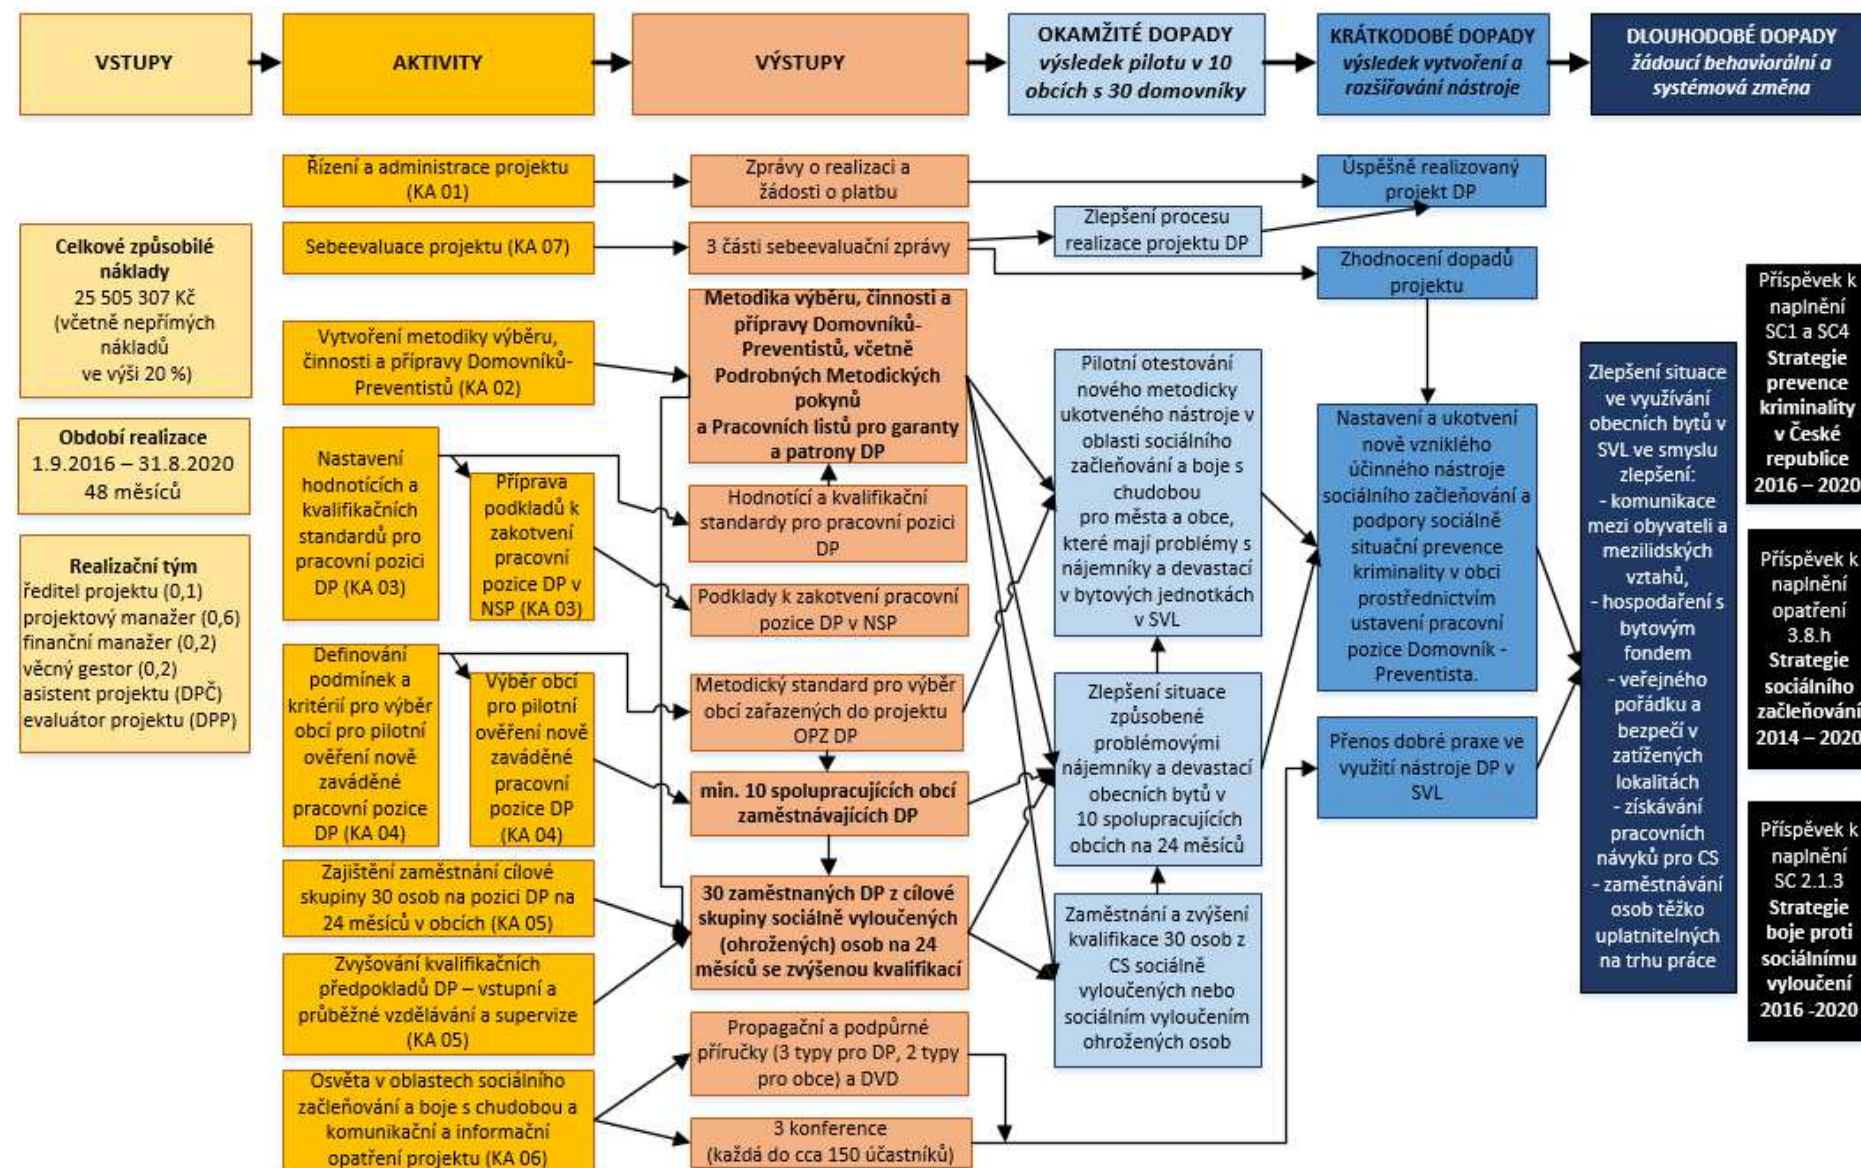 VSTUPY
AKTIVITY
VÝSTUPY
OKAMŽITÉ DOPADY
výsledek pilotu v 10
obcích s 30 domovníky
KRÁTKODOBÉ DOPADY
výsledek vytvoření a
rozšiřování nástroje
DLOUHODOBÉ DOPADY
žádoucí behaviorální a
systémová změna
Celkové způsobilé
náklady
25 505 307 Kč
(včetně nepřímých
nákladů
ve výši 20 %)
Období realizace
1.9.2016 – 31.8.2020
48 měsíců
Realizační tým
ředitel projektu (0,1)
projektový manažer (0,6)
finanční manažer (0,2)
věcný gestor (0,2)
asistent projektu (DPČ)
evaluátor projektu (DPP)
Řízení a administrace projektu
(KA 01)
Sebeevaluace projektu (KA 07)
Vytvoření metodiky výběru,
činnosti a přípravy Domovníků-
Preventistů (KA 02)
Nastavení
hodnotících a
kvalifikačních
standardů pro
pracovní pozici
DP (KA 03)
Příprava
podkladů k
zakotvení
pracovní
pozice DP v
NSP (KA 03)
Definování
podmínek a
kritérií pro výběr
obcí pro pilotní
ověření nově
zaváděné
pracovní pozice
DP (KA 04)
Výběr obcí
pro pilotní
ověření nově
zaváděné
pracovní
pozice DP
(KA 04)
Zajištění zaměstnání cílové
skupiny 30 osob na pozici DP na
24 měsíců v obcích (KA 05)
Zvyšování kvalifikačních
předpokladů DP – vstupní a
průběžné vzdělávání a supervize
(KA 05)
Osvěta v oblastech sociálního
začleňování a boje s chudobou a
komunikační a informační
opatření projektu (KA 06)
Zprávy o realizaci a
žádosti o platbu
3 části sebeevaluační zprávy
Metodika výběru, činnosti a
přípravy Domovníků-
Preventistů, včetně
Podrobných Metodických
pokynů
a Pracovních listů pro garanty
a patrony DP
Hodnotící a kvalifikační
standardy pro pracovní pozici
DP
Podklady k zakotvení pracovní
pozice DP v NSP
Metodický standard pro výběr
obcí zařazených do projektu
OPZ DP
min. 10 spolupracujících obcí
zaměstnávajících DP
30 zaměstnaných DP z cílové
skupiny sociálně vyloučených
(ohrožených) osob na 24
měsíců se zvýšenou kvalifikací
Propagační a podpůrné
příručky (3 typy pro DP, 2 typy
pro obce) a DVD
3 konference
(každá do cca 150 účastníků)
Zlepšení procesu
realizace projektu DP
Pilotní otestování
nového metodicky
ukotveného nástroje v
oblasti sociálního
začleňování a boje s
chudobou
pro města a obce,
které mají problémy s
nájemníky a devastací
v bytových jednotkách
v SVL
Zlepšení situace
způsobené
problémovými
nájemníky a devastací
obecních bytů v
10 spolupracujících
obcích na 24 měsíců
Zaměstnání a zvýšení
kvalifikace 30 osob z
CS sociálně
vyloučených nebo
sociálním vyloučením
ohrožených osob
Úspěšně realizovaný
projekt DP
Zhodnocení dopadů
projektu
Nastavení a ukotvení
nově vzniklého
účinného nástroje
sociálního začleňování a
podpory sociálně
situační prevence
kriminality v obci
prostřednictvím
ustavení pracovní
pozice Domovník -
Preventista.
Přenos dobré praxe ve
využití nástroje DP v
SVL
Zlepšení situace
ve využívání
obecních bytů v
SVL ve smyslu
zlepšení:
- komunikace
mezi obyvateli a
mezilidských
vztahů,
- hospodaření s
bytovým
fondem
- veřejného
pořádku a
bezpečí v
zatížených
lokalitách
- získávání
pracovních
návyků pro CS
- zaměstnávání
osob těžko
uplatnitelných
na trhu práce
Příspěvek k
naplnění
SC1 a SC4
Strategie
prevence
kriminality
v České
republice
2016 – 2020
Příspěvek k
naplnění
opatření
3.8.h
Strategie
sociálního
začleňování
2014 – 2020
Příspěvek k
naplnění
SC 2.1.3
Strategie
boje proti
sociálnímu
vyloučení
2016 -2020